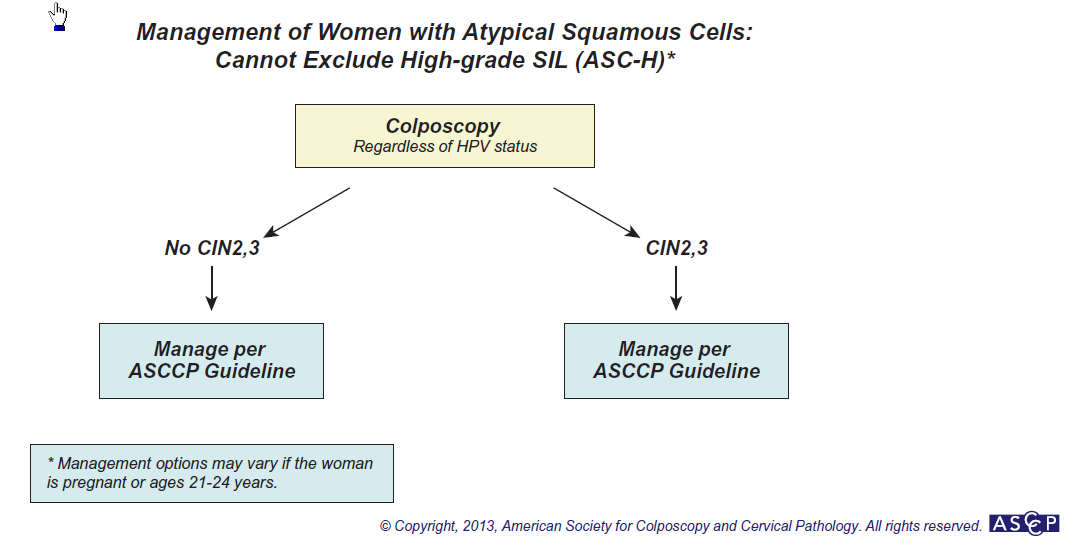 Management of Women with Atypical Squamous Cells:
Cannot Exclude High-grade SIL (ASC-H)*
Colposcopy
Regardless of HPV status
No CIN2,3
CIN2,3
Manage per
ASCCP Guideline
Manage per
ASCCP Guideline
* Management options may vary if the woman
is pregnant or ages 21-24 years.
© Copyright, 2013, American Society for Colposcopy and Cervical Pathology. All rights reserved.
ASCCP